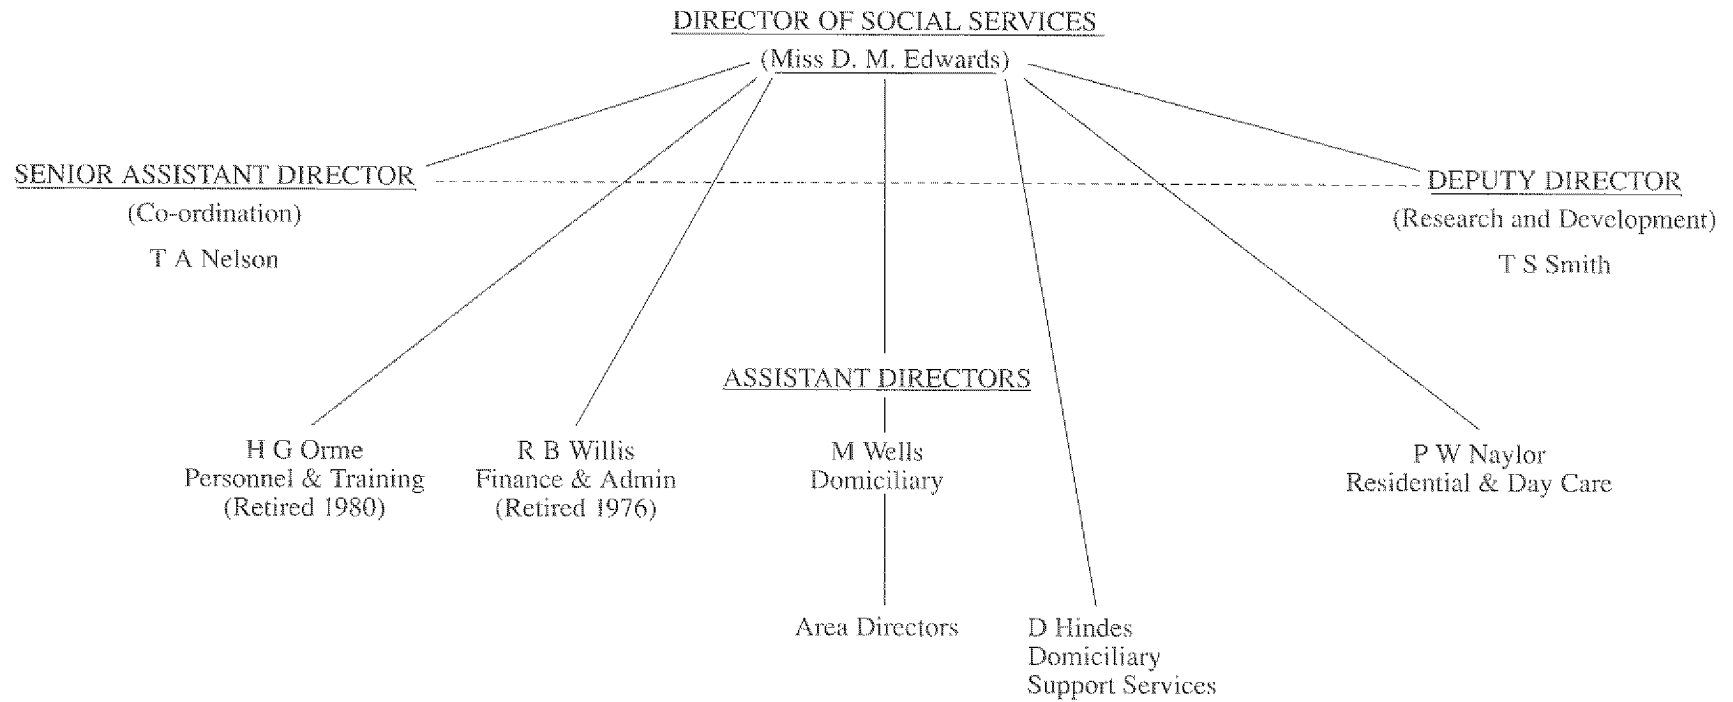 DIRECTOR OF SOCIAL SERVICES
(Miss D. M. Edwards)
SENIOR ASSISTANT DIRECTOR
(Co-ordination)
T A Nelson
DEPUTY DIRECTOR
(Research and Development)
T S Smith
ASSISTANT DIRECTORS
H G Orme
Personnel & Training
(Retired 1980)
R B Willis
Finance & Admin
(Retired 1976)
M Wells
Domiciliary
P W Naylor
Residential & Day Care
Area Directors
D Hindes
Domiciliary
Support Services